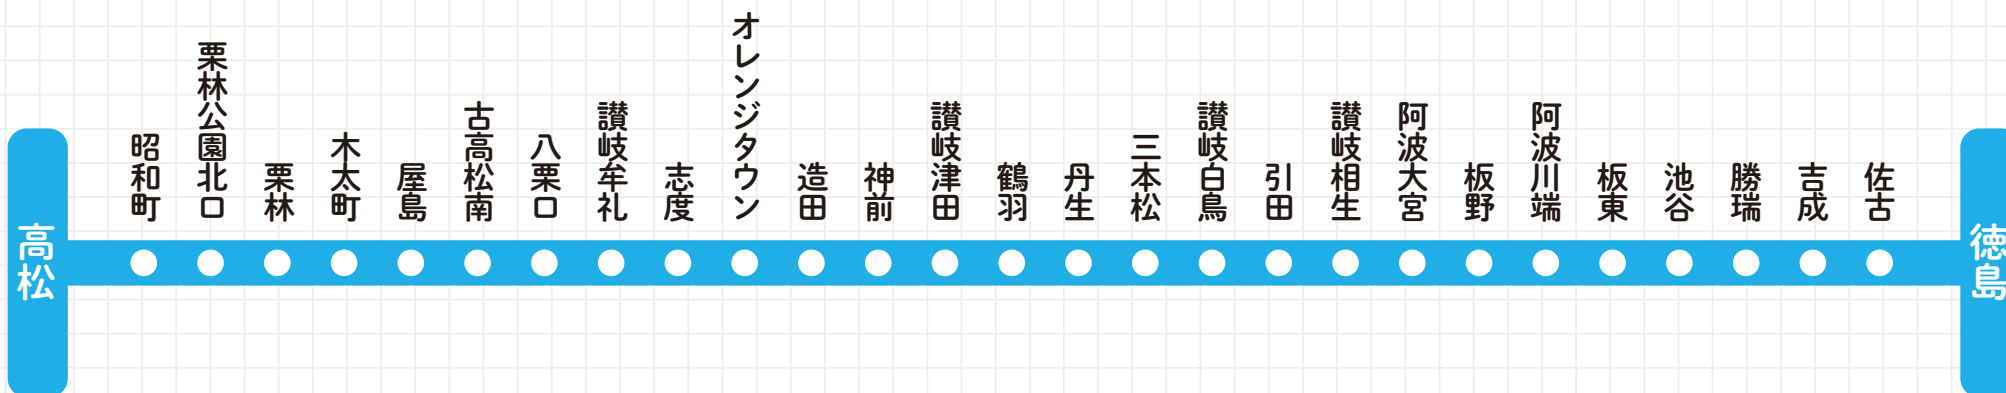 高松
昭和町
栗林公園北口
栗林
木太町
屋島
古高松南
八栗口
讃岐牟礼
志度
オレンジタウン
造田
神前
讃岐津田
鶴羽
丹生
三本松
讃岐白鳥
引田
讃岐相生
阿波大宮
板野
阿波川端
板東
池谷
勝瑞
吉成
佐古
徳島